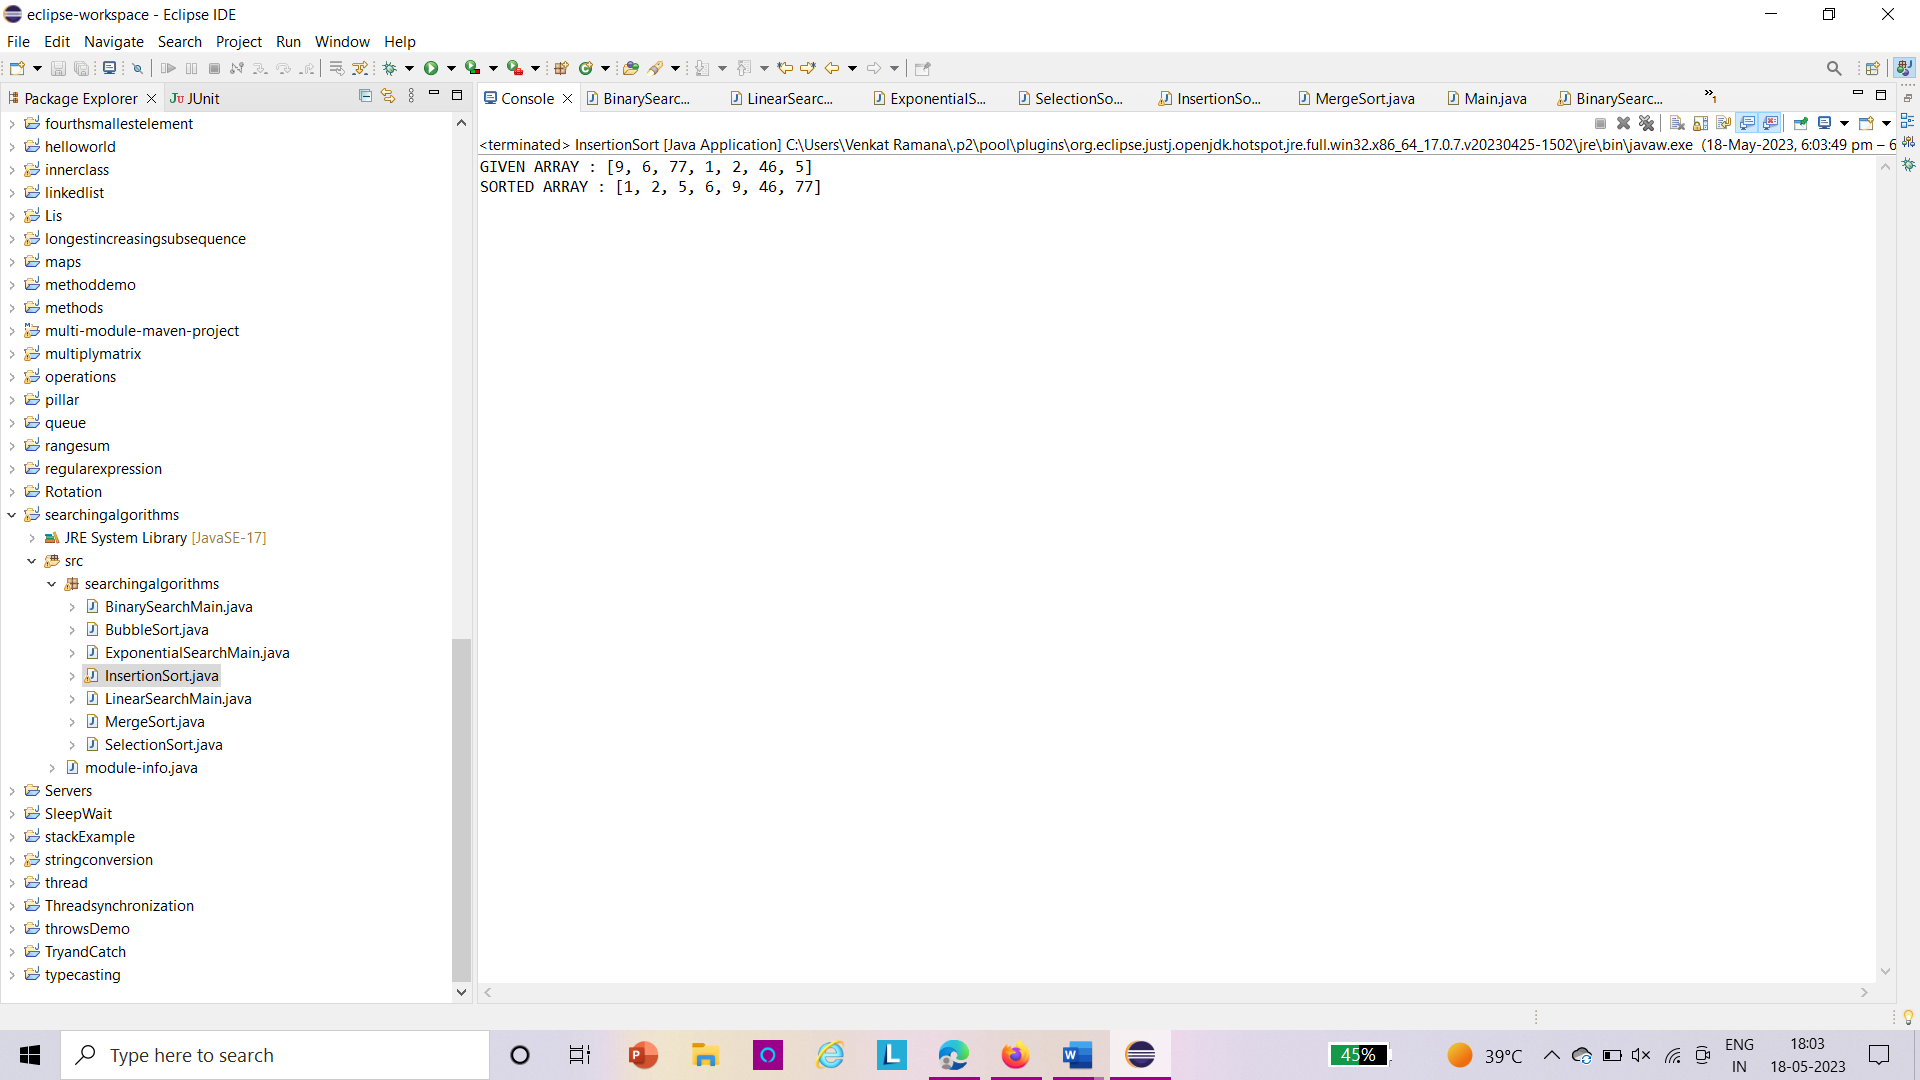 eclipse-workspace - Eclipse IDE
File Edit Navigate Search Project Run Window Help
Package Explorer
JUnit
Console
BinarySearc...
LinearSearc...
ExponentialS...
SelectionSo...
InsertionSo...
MergeSort.java
Main.java
BinarySearc...
»1
<terminated> InsertionSort [Java Application] C:\Users\Venkat Ramana\.p2\pool\plugins\org.eclipse.justj.openjdk.hotspot.jre.full.win32.x86_64_17.0.7.v20230425-1502\jre\bin\javaw.exe (18-May-2023, 6:03:49 pm – 6
GIVEN ARRAY : [9, 6, 77, 1, 2, 46, 5]
SORTED ARRAY : [1, 2, 5, 6, 9, 46, 77]
fourthsmallestelement
helloworld
innerclass
linkedlist
Lis
longestincreasingsubsequence
maps
methoddemo
methods
multi-module-maven-project
multiplymatrix
operations
pillar
queue
rangesum
regularexpression
Rotation
searchingalgorithms
JRE System Library [JavaSE-17]
src
searchingalgorithms
BinarySearchMain.java
BubbleSort.java
ExponentialSearchMain.java
InsertionSort.java
LinearSearchMain.java
MergeSort.java
SelectionSort.java
module-info.java
Servers
SleepWait
stackExample
stringconversion
thread
Threadsynchronization
throwsDemo
TryandCatch
typecasting
Type here to search
45%
39°C
ENG
IN
18:03
18-05-2023